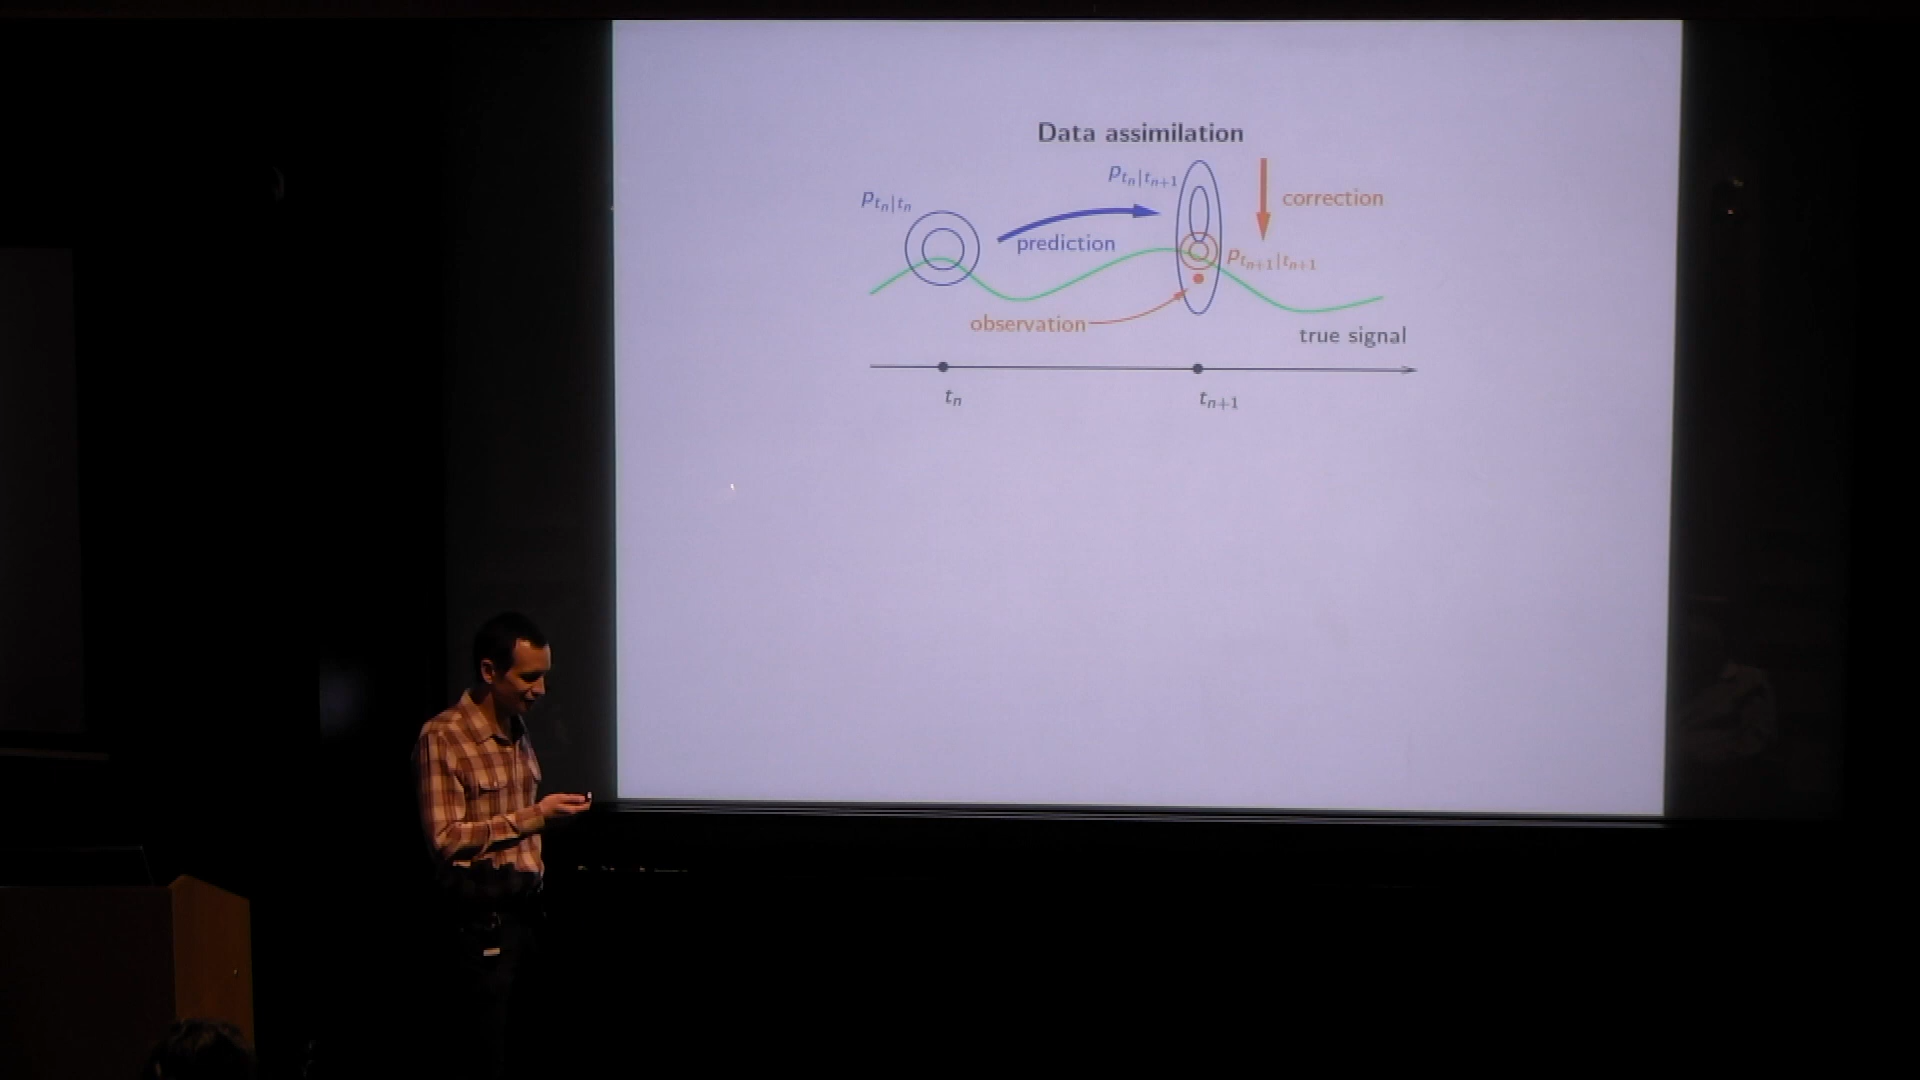 Data assimilation
p_{t_n|t_{n+1}}
correction
p_{t_n|t_n}
prediction
p_{t_{n+1}|t_{n+1}}
observation
true signal
t_n
t_{n+1}